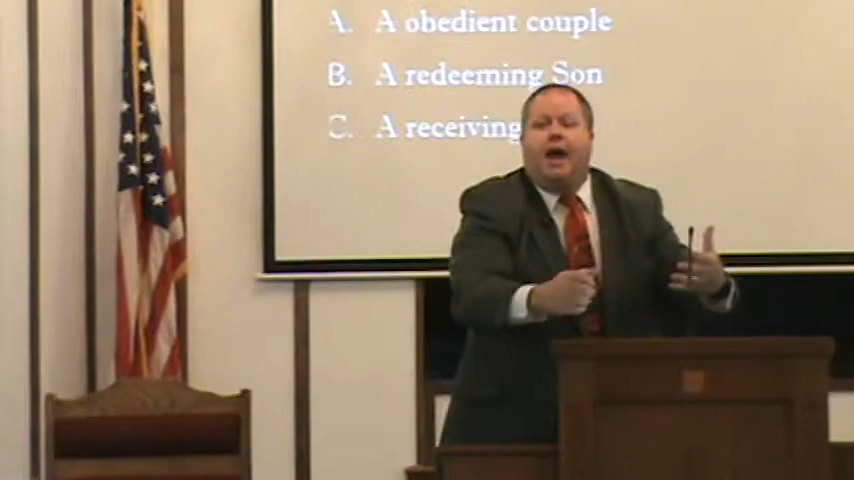 A. A obedient couple
B. A redeeming Son
C. A receiving